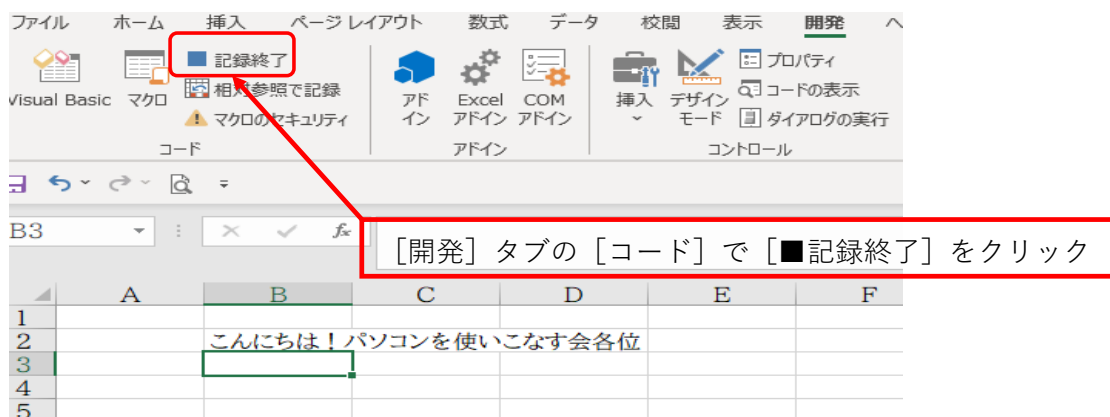 ファイル ホーム 挿入 ページ レイアウト 数式 データ 校閲 表示 開発 ヘ
Visual Basic マクロ 記録終了 相対参照で記録 マクロのセキュリティ
アド イン Excel アドイン COM アドイン
挿入 デザイン モード プロパティ コードの表示 ダイアログの実行
コード アドイン コントロール
B3 fx
［開発］タブの［コード］で［■記録終了］をクリック
A B C D E F
1
2 こんにちは！パソコンを使いこなす会各位
3
4
5